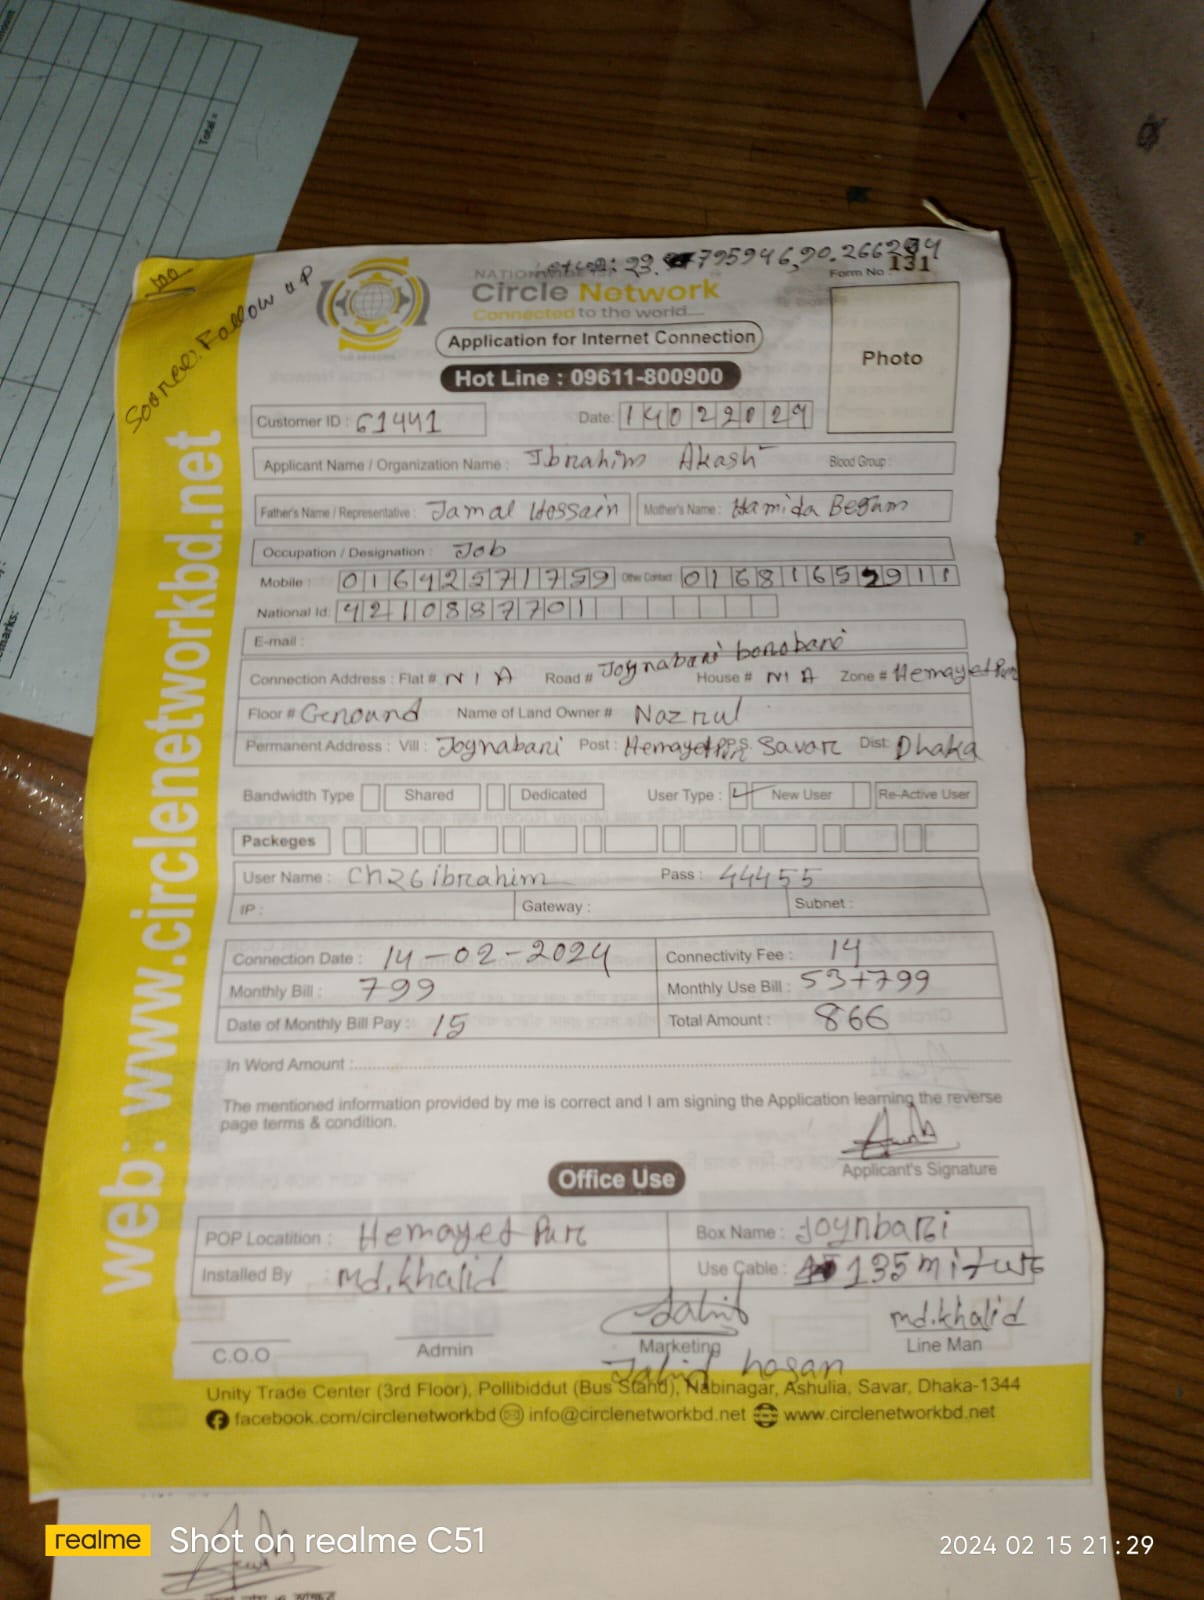 Total =
100
Source: Follow up
795946,90.266294
Form No : 131
NATIONWIDE
Circle Network
Connected to the world....
Application for Internet Connection
Hot Line : 09611-800900
Photo
Customer ID : 61441
Date: 14022024
Applicant Name / Organization Name : Ibrahim Akash Blood Group :
Father's Name / Representative : Jamal Hossain Mother's Name : Hamida Begum
Occupation / Designation : Job
Mobile : 01642571759 Other Contact 01681652911
National Id: 4210887701
E-mail :
Connection Address : Flat # N/A Road # Joynabari bonobari House # N/A Zone # HemayetPur
Floor # Ground Name of Land Owner # Nazrul
Permanent Address : Vill : Joynabari Post : Hemayetpur P.S. Savar Dist: Dhaka
Bandwidth Type Shared Dedicated User Type : New User Re-Active User
Packeges
User Name : Ch26ibrahim Pass : 44455
IP : Gateway : Subnet :
Connection Date : 14-02-2024 Connectivity Fee : 14
Monthly Bill : 799 Monthly Use Bill : 53+799
Date of Monthly Bill Pay : 15 Total Amount : 866
In Word Amount :
The mentioned information provided by me is correct and I am signing the Application learning the reverse
page terms & condition.
Applicant's Signature
Office Use
POP Locatition : Hemayet Pur Box Name : Joynbari
Installed By : md.khalid Use Cable : 135 mitur
C.O.O Admin Marketing Line Man
Jahid hasan md.khalid
Unity Trade Center (3rd Floor), Pollibiddut (Bus Stand), Nabinagar, Ashulia, Savar, Dhaka-1344
facebook.com/circlenetworkbd info@circlenetworkbd.net www.circlenetworkbd.net
web: www.circlenetworkbd.net
realme Shot on realme C51
2024 02 15 21:29